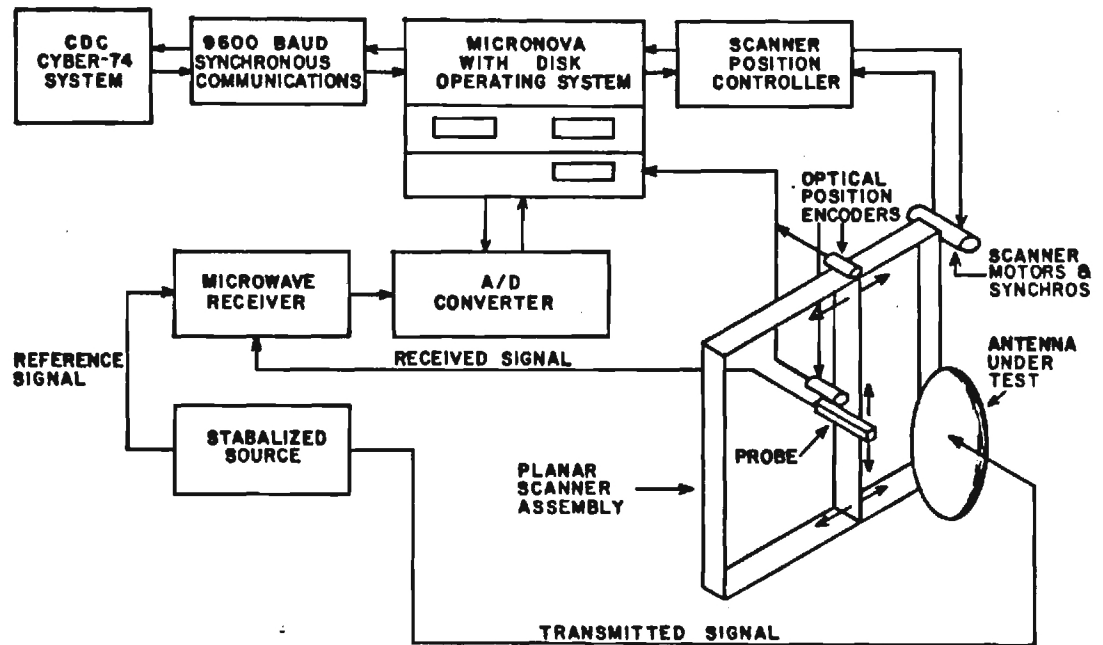 CDC
CYBER-74
SYSTEM
9600 BAUD
SYNCHRONOUS
COMMUNICATIONS
MICRONOVA
WITH DISK
OPERATING SYSTEM
SCANNER
POSITION
CONTROLLER
OPTICAL
POSITION
ENCODERS
SCANNER
MOTORS &
SYNCHROS
MICROWAVE
RECEIVER
A/D
CONVERTER
REFERENCE
SIGNAL
RECEIVED SIGNAL
ANTENNA
UNDER
TEST
STABALIZED
SOURCE
PROBE
PLANAR
SCANNER
ASSEMBLY
TRANSMITTED SIGNAL